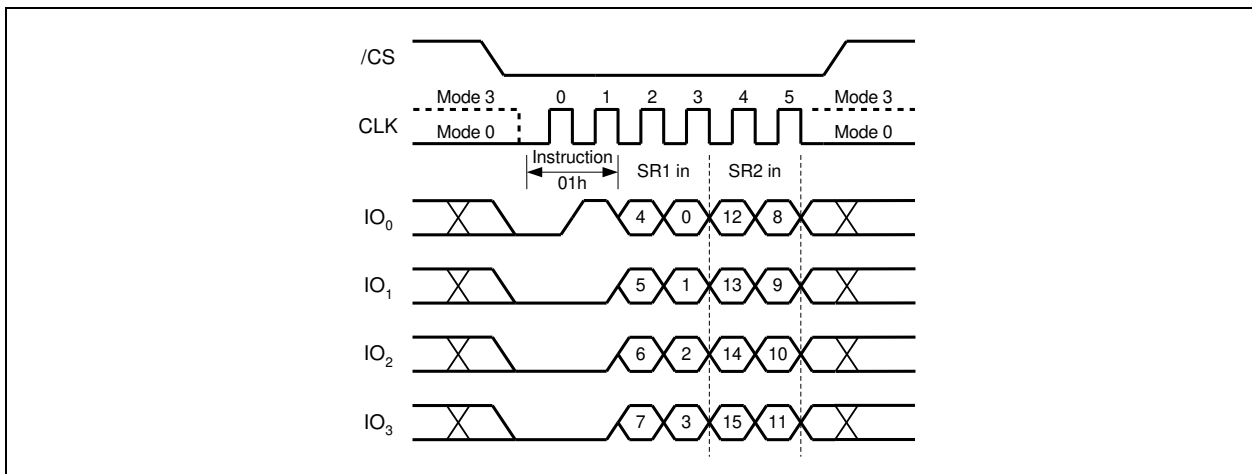 /CS
Mode 3 0 1 2 3 4 5 Mode 3
CLK Mode 0 Mode 0
Instruction SR1 in SR2 in
01h
IO0 4 0 12 8
IO1 5 1 13 9
IO2 6 2 14 10
IO3 7 3 15 11